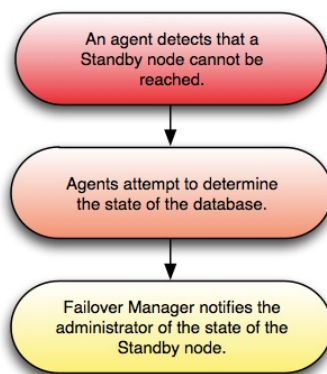 An agent detects that a
Standby node cannot be
reached.
Agents attempt to determine
the state of the database.
Failover Manager notifies the
administrator of the state of the
Standby node.